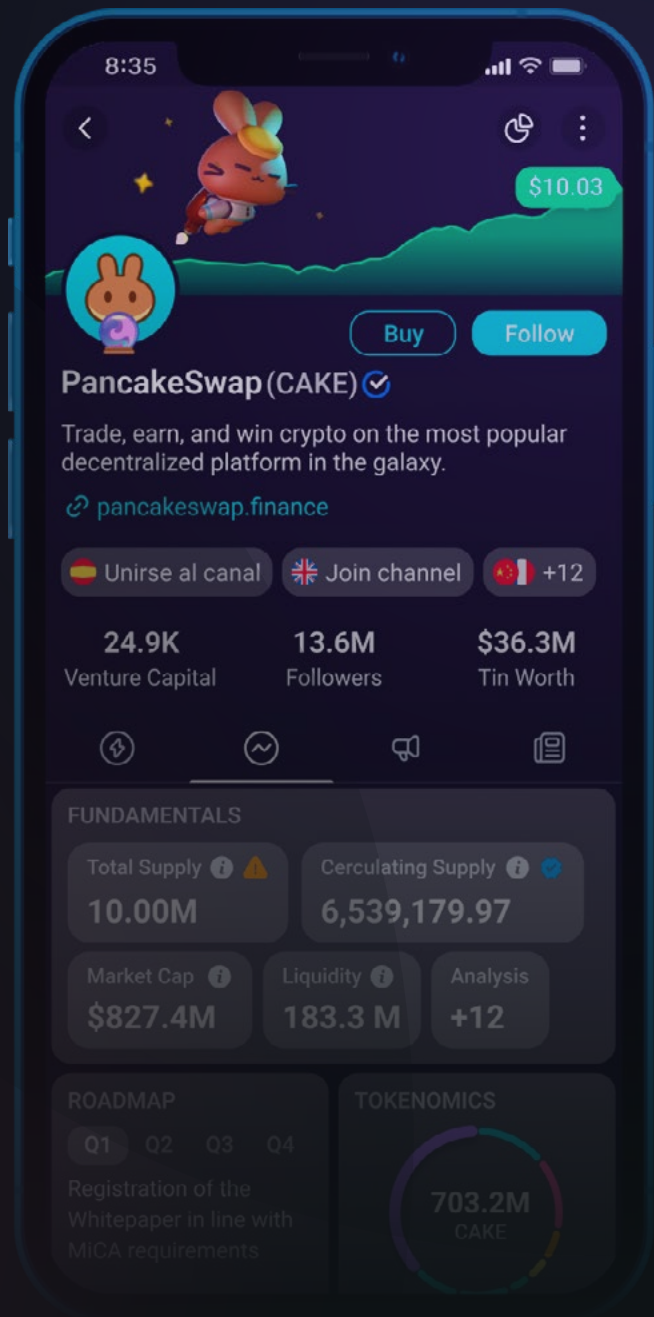 8:35
$10.03
Buy
Follow
PancakeSwap (CAKE)
Trade, earn, and win crypto on the most popular
decentralized platform in the galaxy.
pancakeswap.finance
Unirse al canal
Join channel
+12
24.9K
13.6M
$36.3M
Venture Capital
Followers
Tin Worth
FUNDAMENTALS
Total Supply
Cerculating Supply
10.00M
6,539,179.97
Market Cap
Liquidity
Analysis
$827.4M
183.3 M
+12
ROADMAP
TOKENOMICS
Q1 Q2 Q3 Q4
Registration of the
Whitepaper in line with
MiCA requirements
703.2M
CAKE